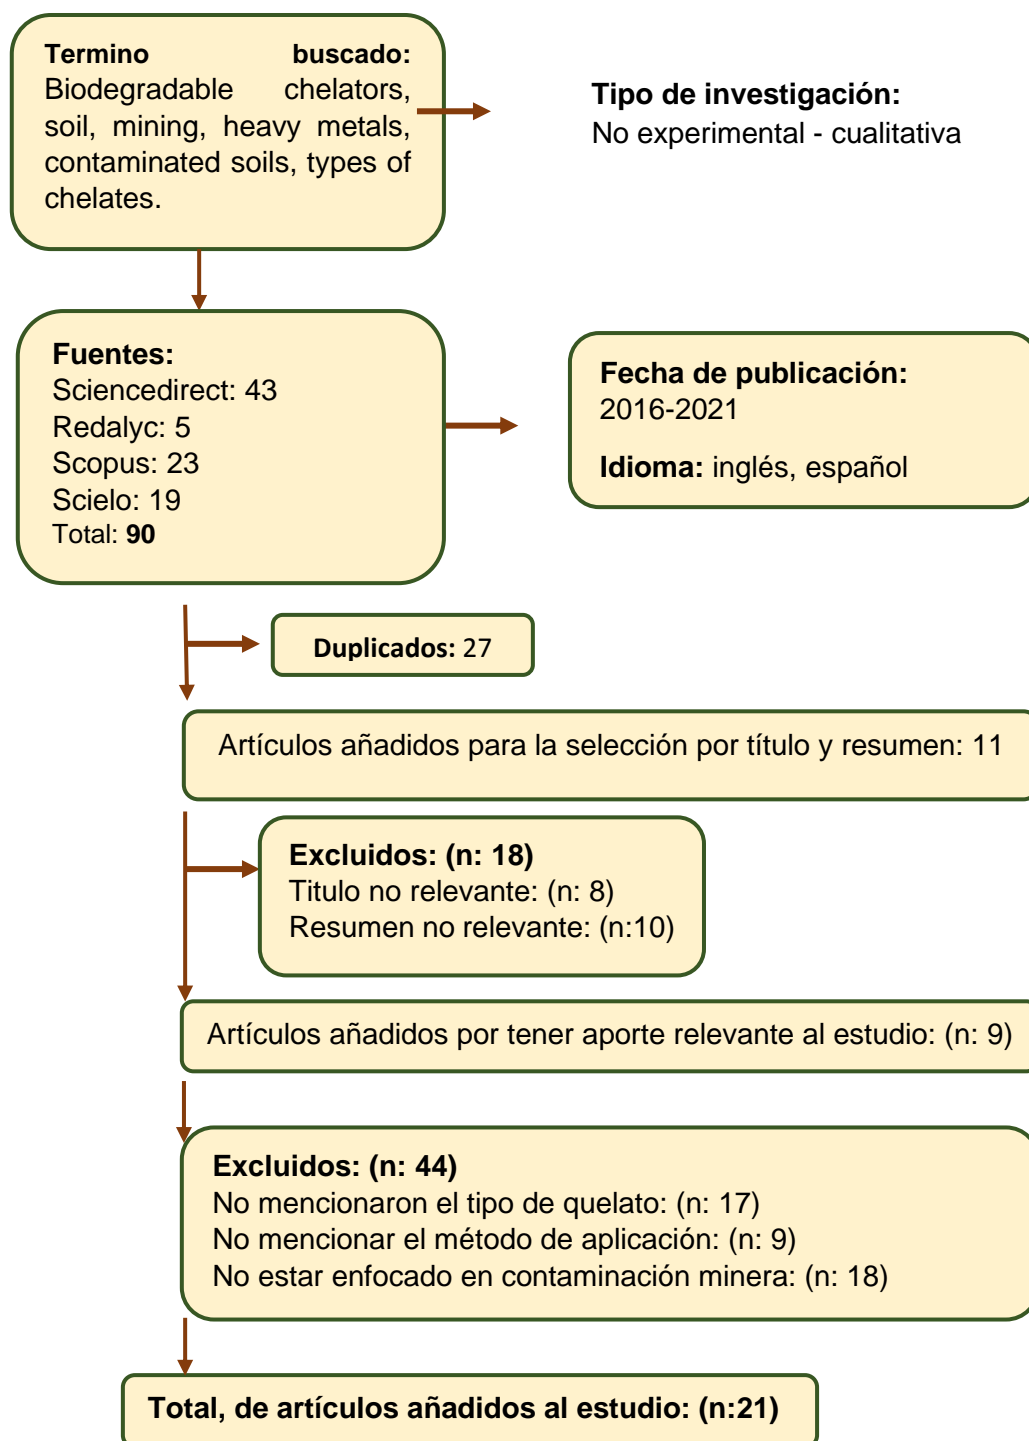 Termino buscado:
Biodegradable chelators,
soil, mining, heavy metals,
contaminated soils, types of
chelates.
Tipo de investigación:
No experimental - cualitativa
Fuentes:
Sciencedirect: 43
Redalyc: 5
Scopus: 23
Scielo: 19
Total: 90
Fecha de publicación:
2016-2021
Idioma: inglés, español
Duplicados: 27
Artículos añadidos para la selección por título y resumen: 11
Excluidos: (n: 18)
Titulo no relevante: (n: 8)
Resumen no relevante: (n:10)
Artículos añadidos por tener aporte relevante al estudio: (n: 9)
Excluidos: (n: 44)
No mencionaron el tipo de quelato: (n: 17)
No mencionar el método de aplicación: (n: 9)
No estar enfocado en contaminación minera: (n: 18)
Total, de artículos añadidos al estudio: (n:21)